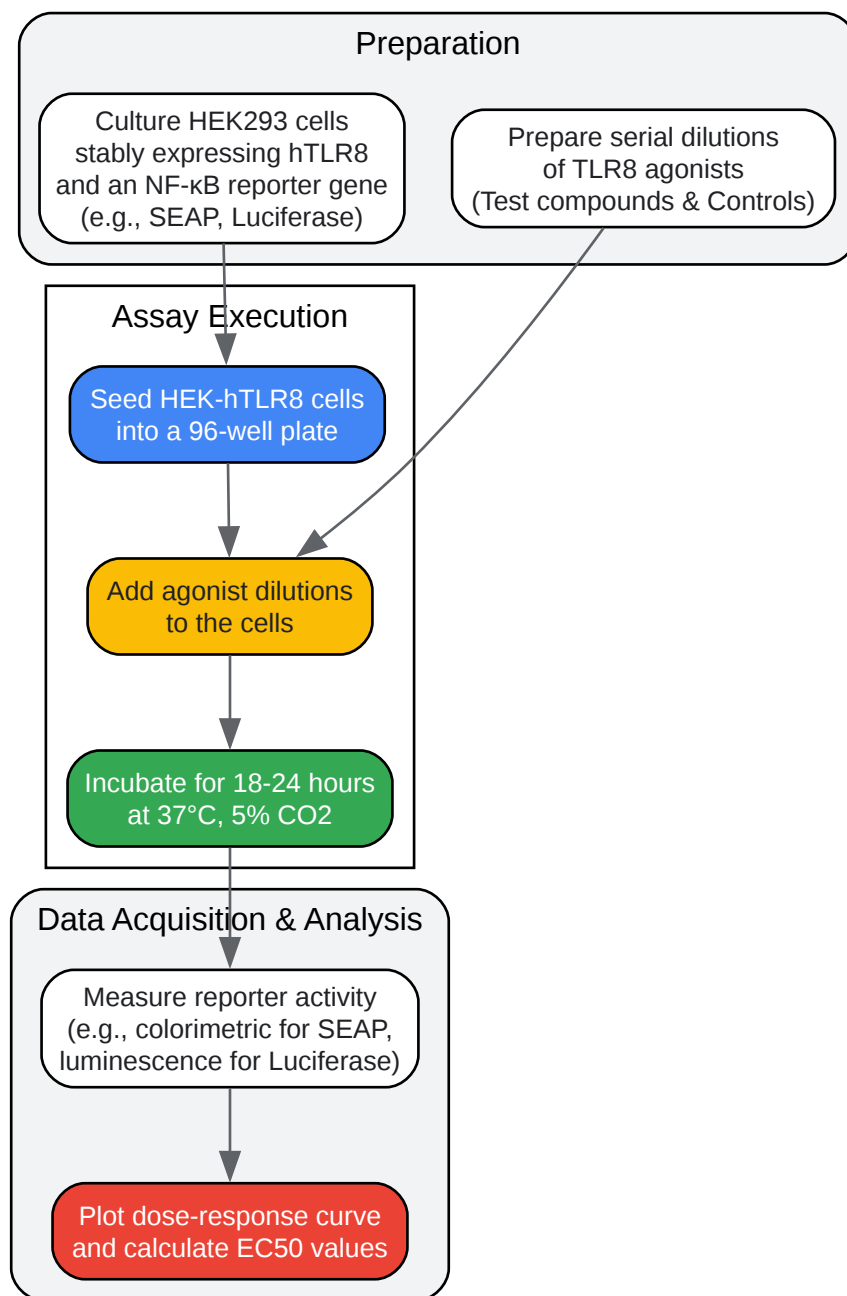 Preparation
Culture HEK293 cells
stably expressing hTLR8
and an NF-κB reporter gene
(e.g., SEAP, Luciferase)
Prepare serial dilutions
of TLR8 agonists
(Test compounds & Controls)
Assay Execution
Seed HEK-hTLR8 cells
into a 96-well plate
Add agonist dilutions
to the cells
Incubate for 18-24 hours
at 37°C, 5% CO2
Data Acquisition & Analysis
Measure reporter activity
(e.g., colorimetric for SEAP,
luminescence for Luciferase)
Plot dose-response curve
and calculate EC50 values